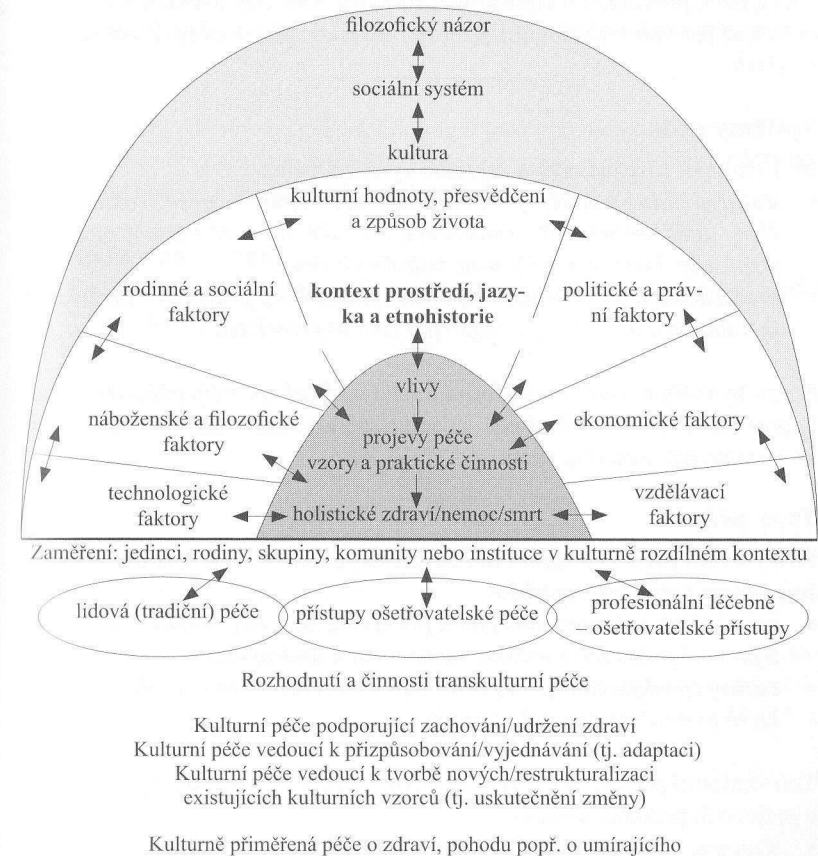 filozofický názor
sociální systém
kultura
kulturní hodnoty, přesvědčení
a způsob života
rodinné a sociální
faktory
kontext prostředí, jazy-
ka a etnohistorie
politické a práv-
ní faktory
vlivy
náboženské a filozofické
faktory
projevy péče
vzory a praktické činnosti
ekonomické faktory
technologické
faktory
holistické zdraví/nemoc/smrt
vzdělávací
faktory
Zaměření: jedinci, rodiny, skupiny, komunity nebo instituce v kulturně rozdílném kontextu
lidová (tradiční) péče
přístupy ošetřovatelské péče
profesionální léčebně
– ošetřovatelské přístupy
Rozhodnutí a činnosti transkulturní péče
Kulturní péče podporující zachování/udržení zdraví
Kulturní péče vedoucí k přizpůsobování/vyjednávání (tj. adaptaci)
Kulturní péče vedoucí k tvorbě nových/restrukturalizaci
existujících kulturních vzorců (tj. uskutečnění změny)
Kulturně přiměřená péče o zdraví, pohodu popř. o umírajícího